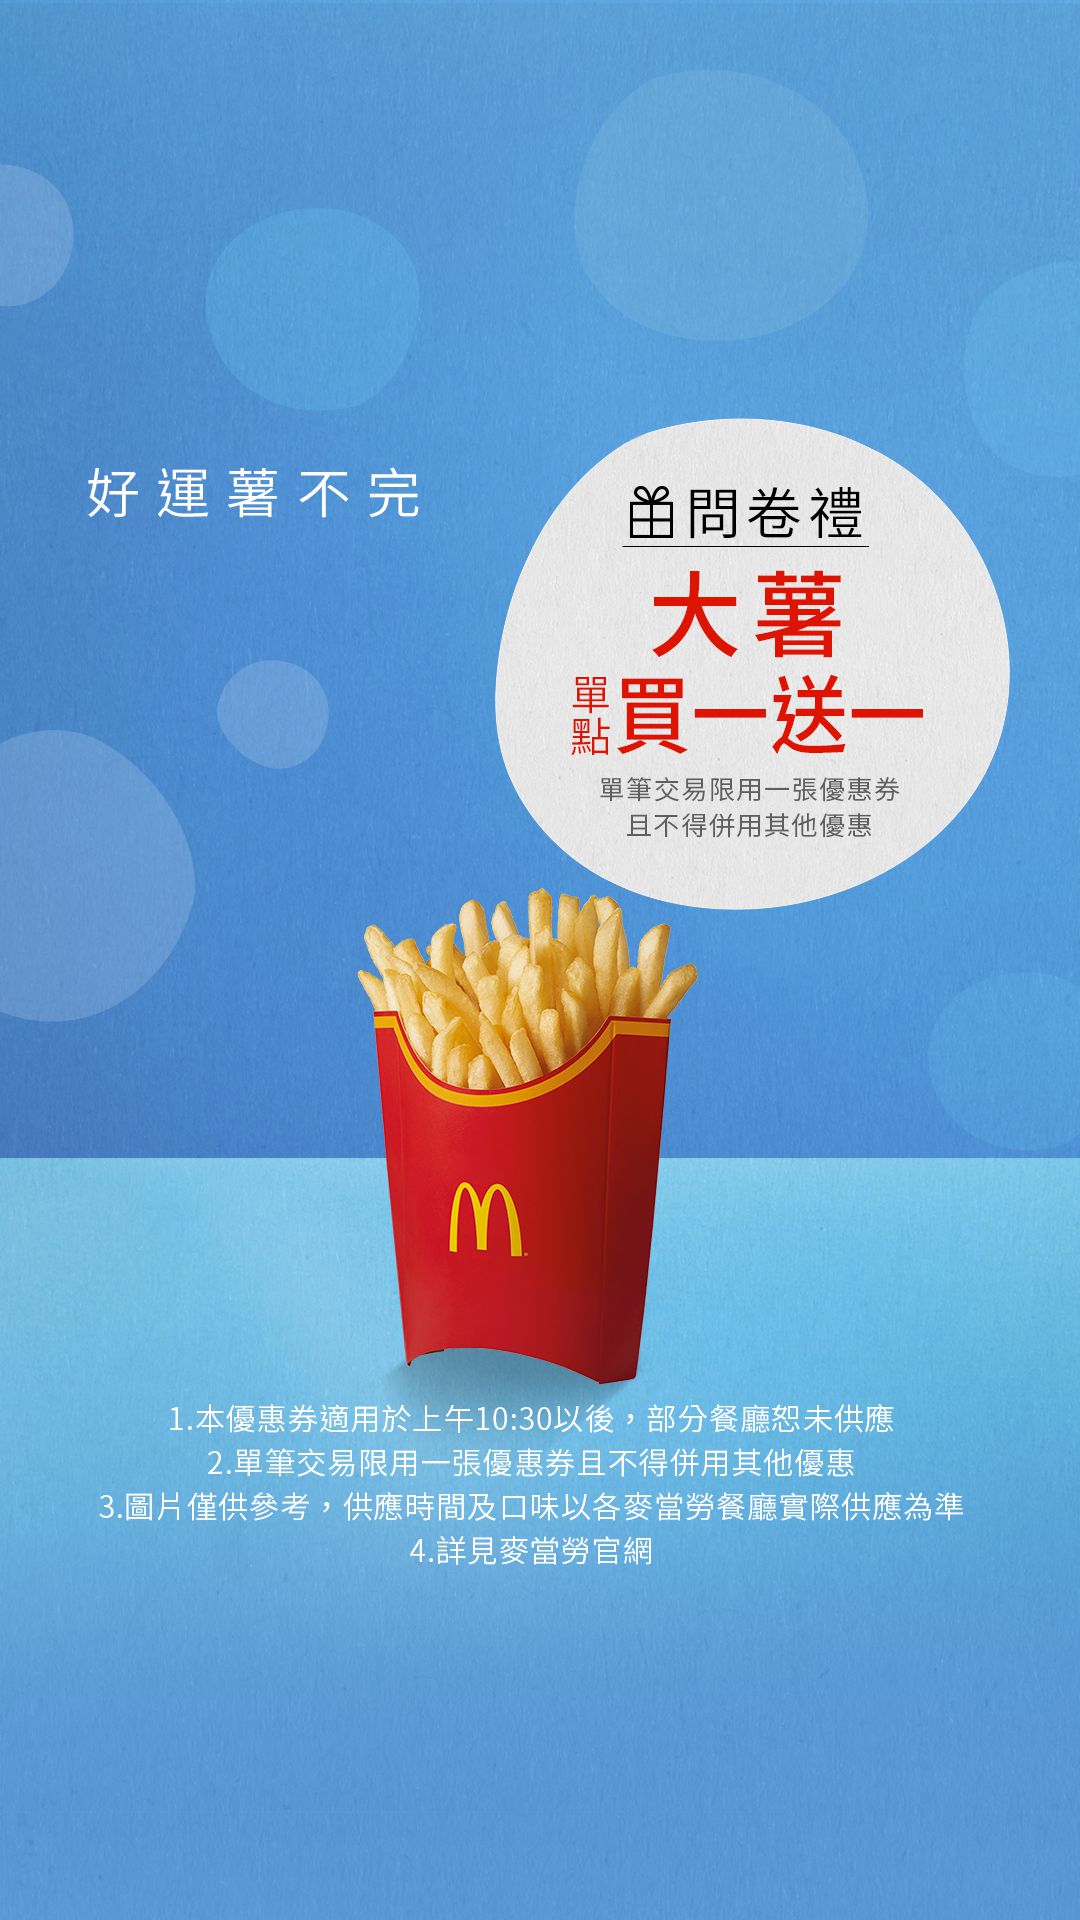 好運薯不完
問卷禮
大薯
單點買一送一
單筆交易限用一張優惠券
且不得併用其他優惠
1.本優惠券適用於上午10:30以後，部分餐廳恕未供應
2.單筆交易限用一張優惠券且不得併用其他優惠
3.圖片僅供參考，供應時間及口味以各麥當勞餐廳實際供應為準
4.詳見麥當勞官網